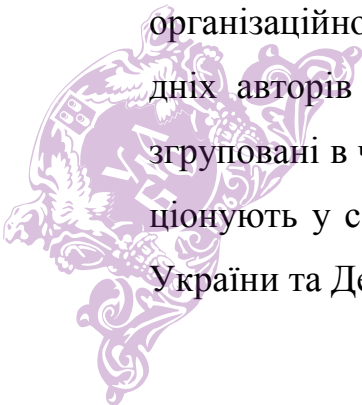 організаційно
дніх авторів
згруповані в ч
ціонують у с
України та Де